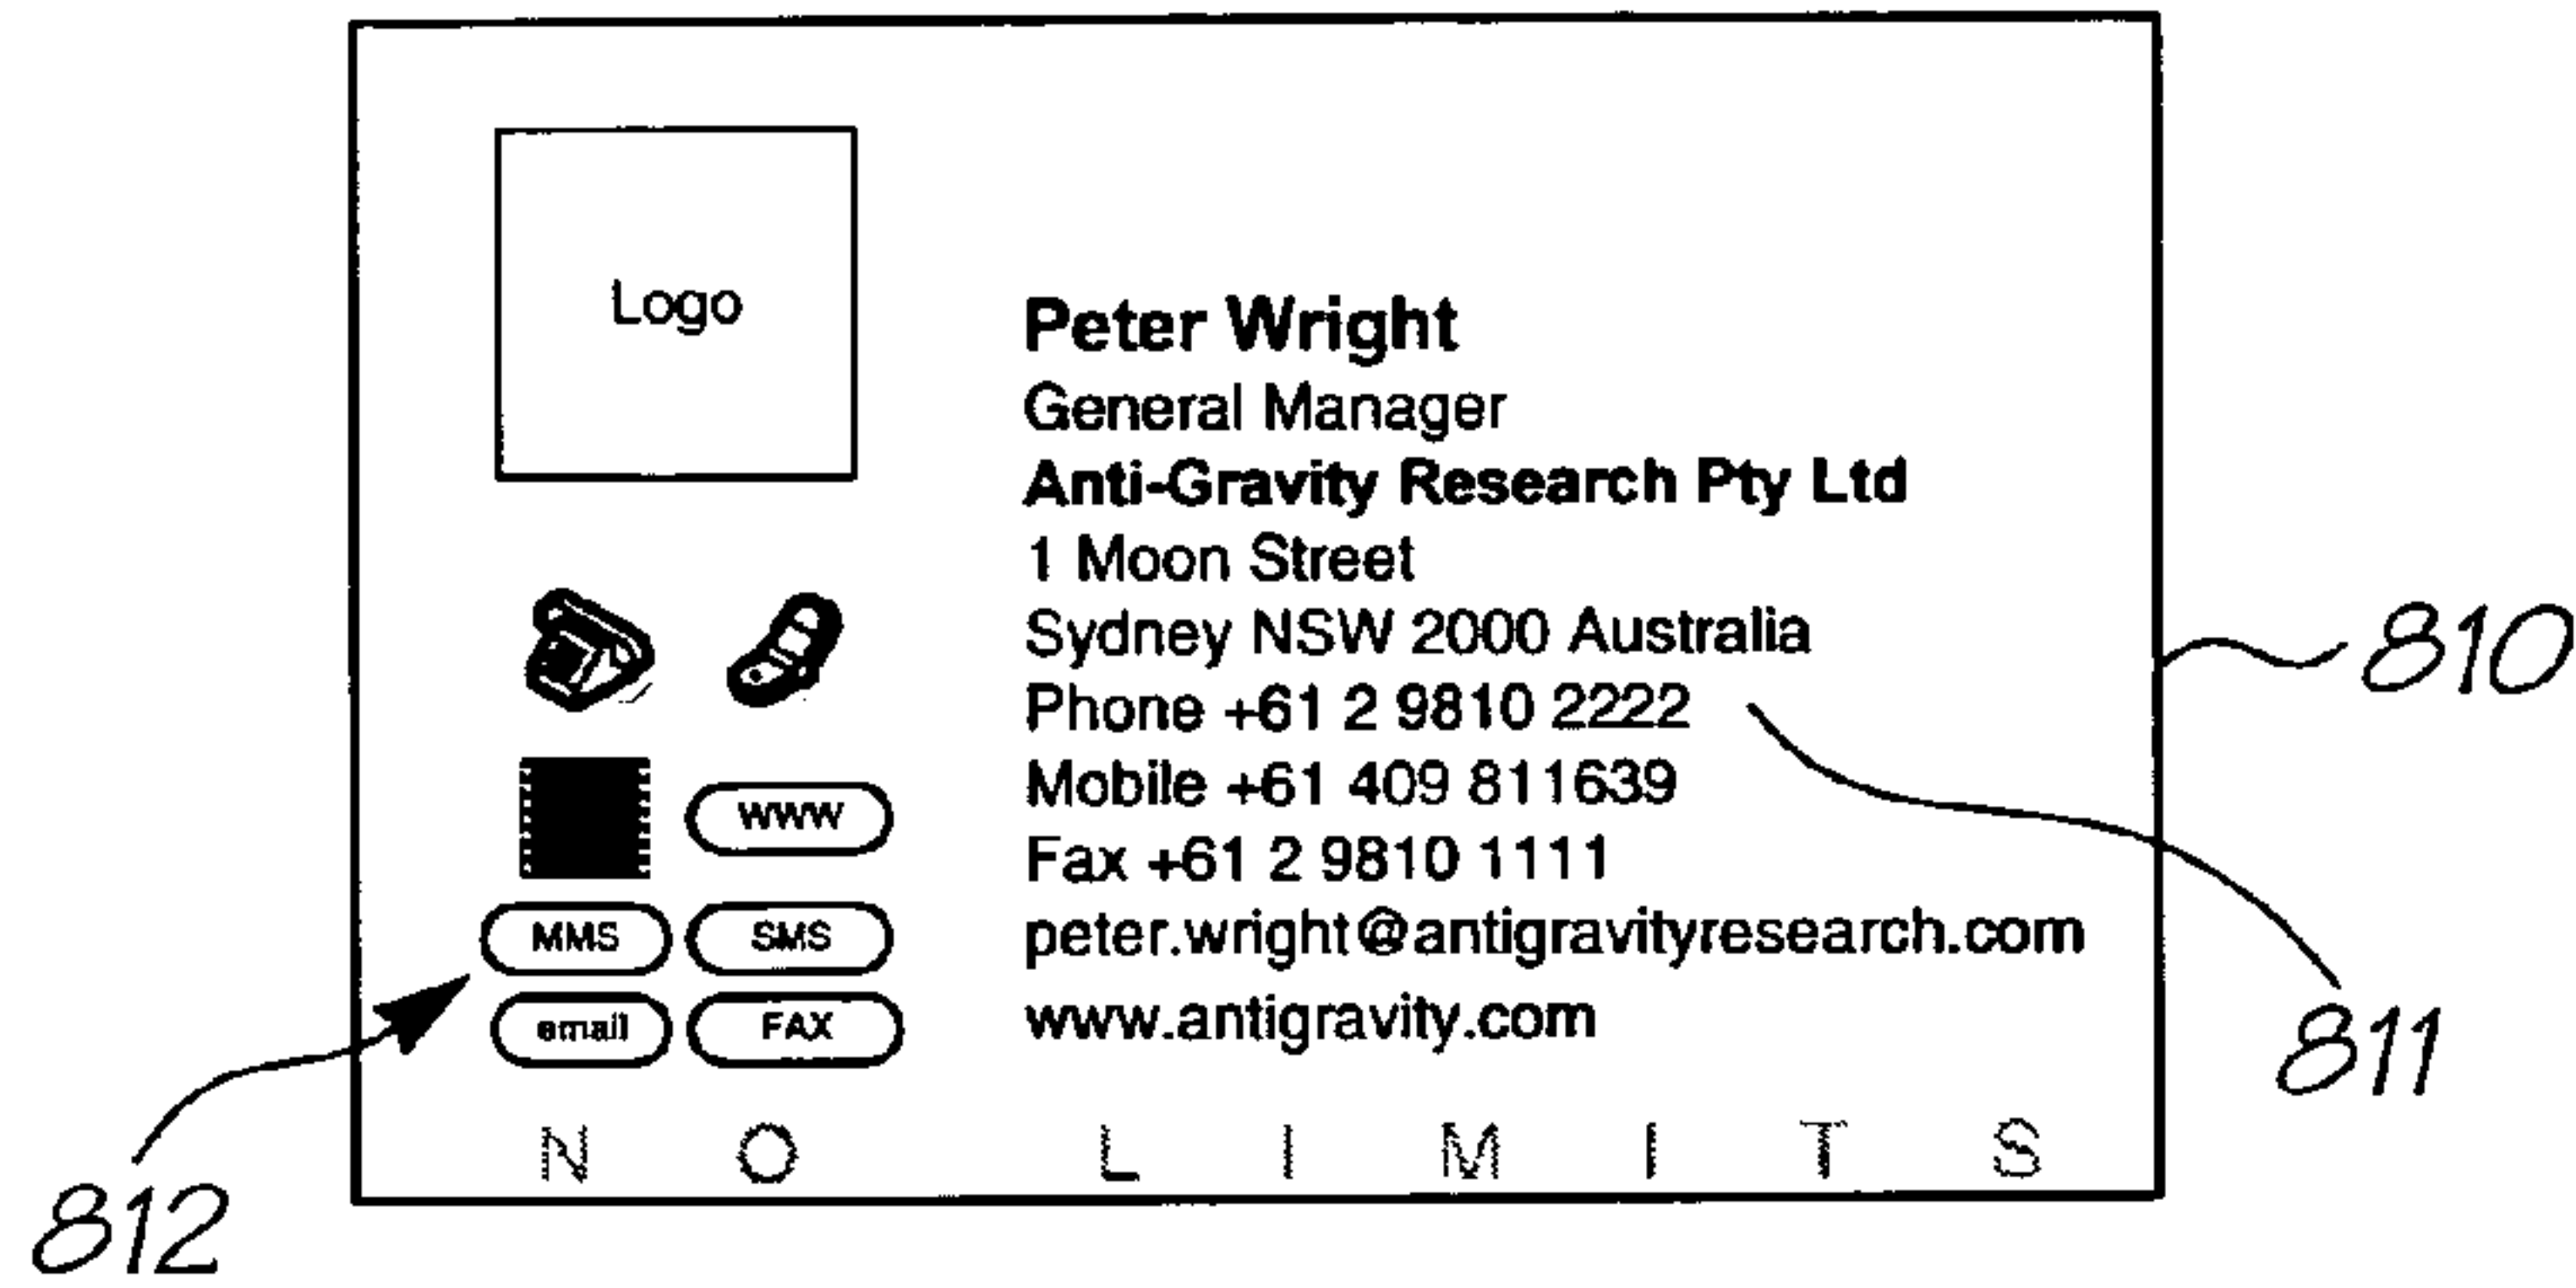 Logo
Peter Wright
General Manager
Anti-Gravity Research Pty Ltd
1 Moon Street
Sydney NSW 2000 Australia
Phone +61 2 9810 2222
Mobile +61 409 811639
Fax +61 2 9810 1111
peter.wright@antigravityresearch.com
www.antigravity.com
WWW
MMS SMS
email FAX
NO LIMITS
810
811
812